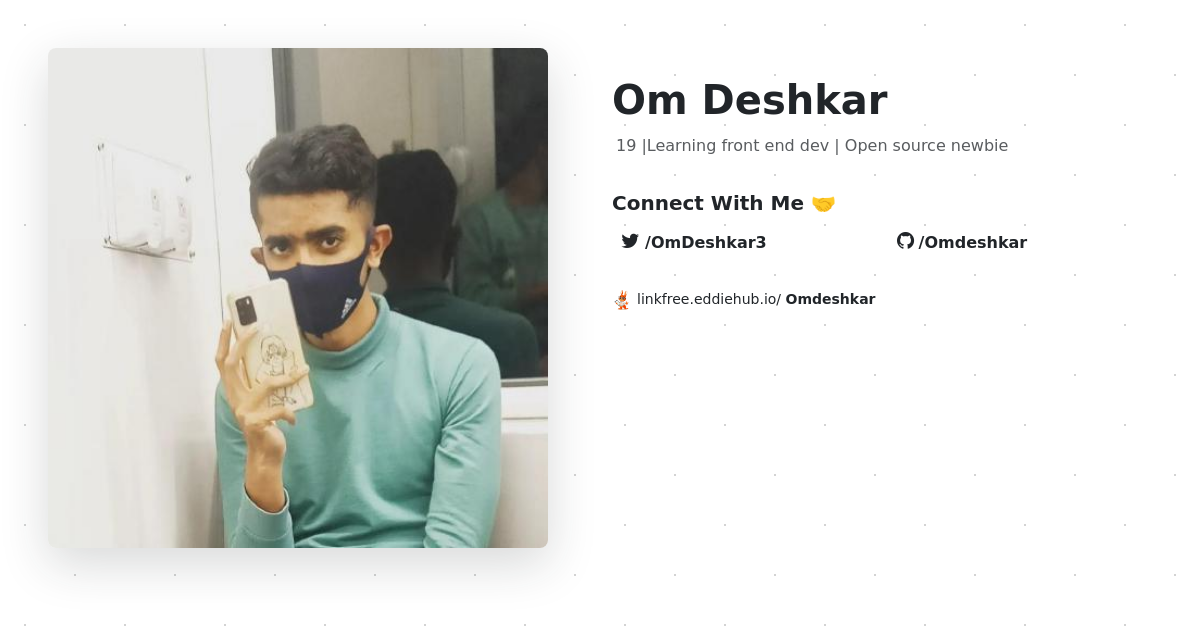 Om Deshkar
19 |Learning front end dev | Open source newbie
Connect With Me 🤝
/OmDeshkar3
/Omdeshkar
linkfree.eddiehub.io/ Omdeshkar